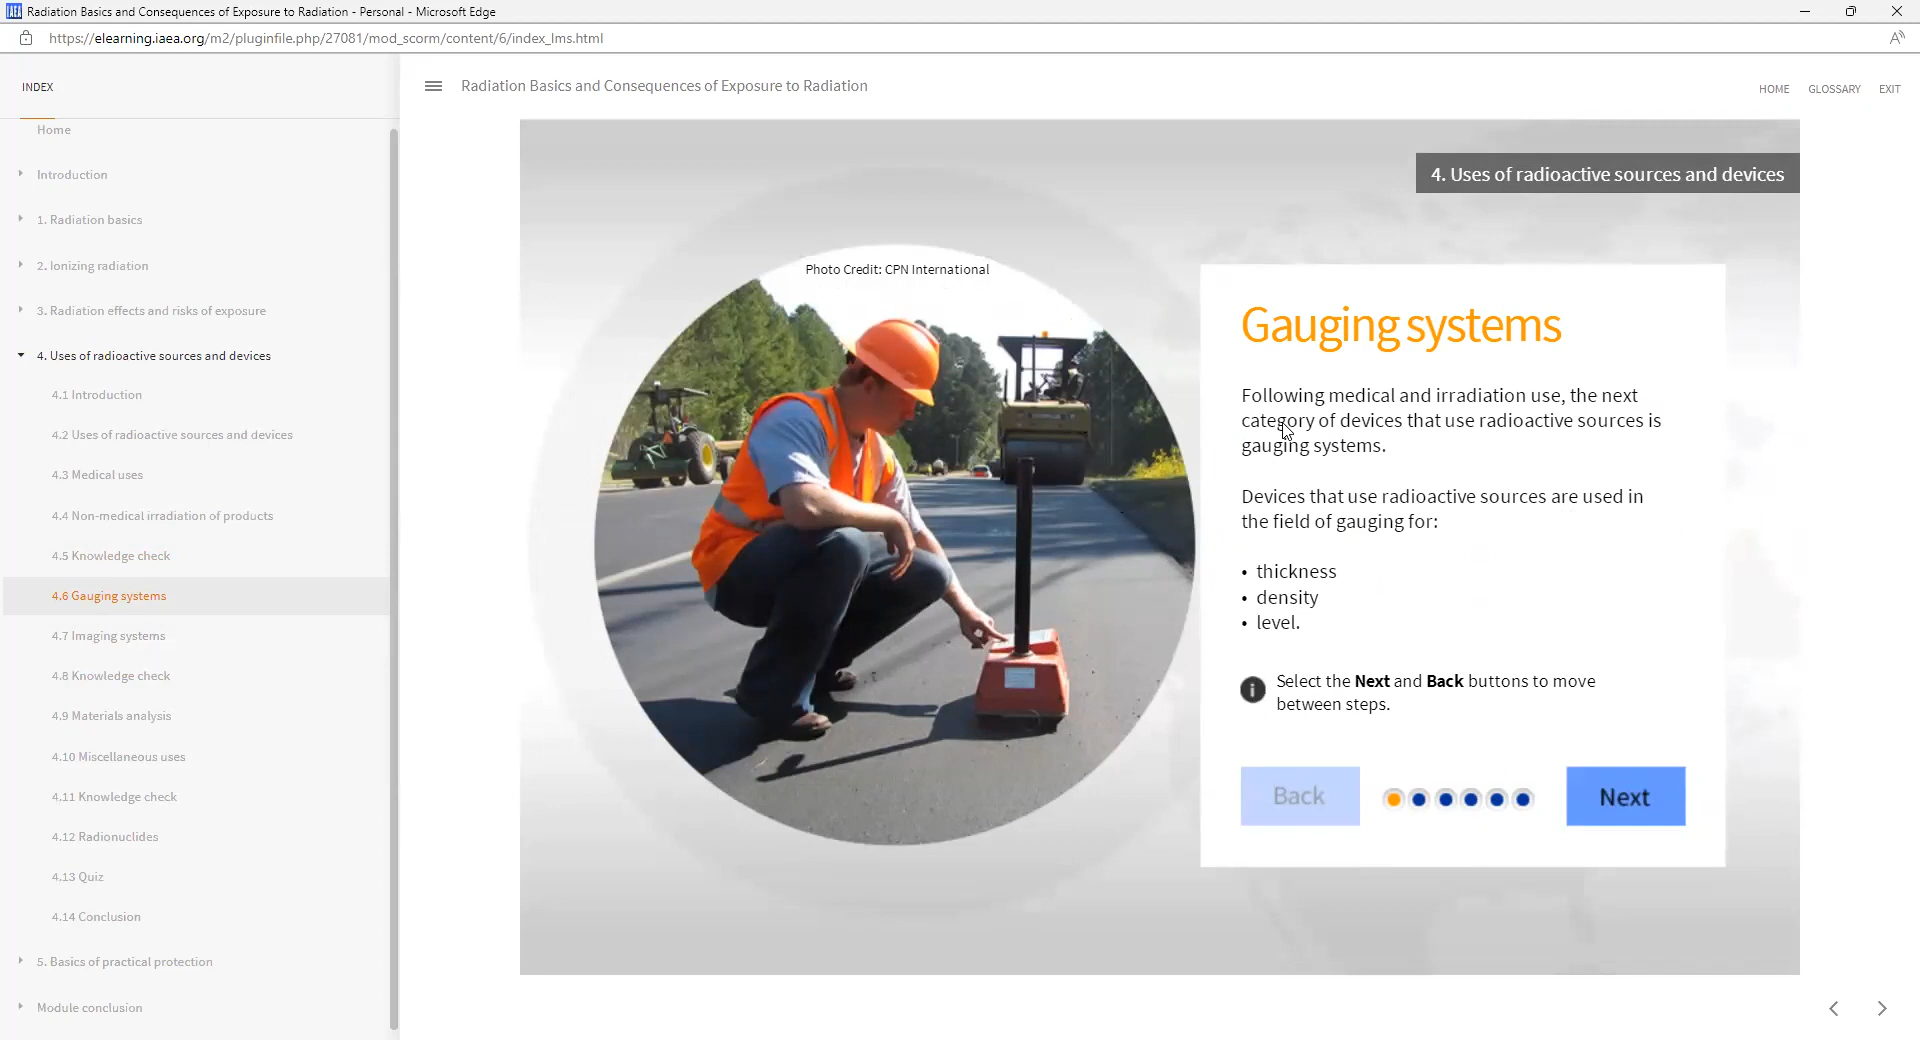 Radiation Basics and Consequences of Exposure to Radiation - Personal - Microsoft Edge
https://elearning.iaea.org/m2/pluginfile.php/27081/mod_scorm/content/6/index_lms.html
INDEX
Home
Introduction
1. Radiation basics
2. Ionizing radiation
3. Radiation effects and risks of exposure
4. Uses of radioactive sources and devices
4.1 Introduction
4.2 Uses of radioactive sources and devices
4.3 Medical uses
4.4 Non-medical irradiation of products
4.5 Knowledge check
4.6 Gauging systems
4.7 Imaging systems
4.8 Knowledge check
4.9 Materials analysis
4.10 Miscellaneous uses
4.11 Knowledge check
4.12 Radionuclides
4.13 Quiz
4.14 Conclusion
5. Basics of practical protection
Module conclusion
Radiation Basics and Consequences of Exposure to Radiation
HOME GLOSSARY EXIT
4. Uses of radioactive sources and devices
Photo Credit: CPN International
Gauging systems
Following medical and irradiation use, the next
category of devices that use radioactive sources is
gauging systems.
Devices that use radioactive sources are used in
the field of gauging for:
• thickness
• density
• level.
Select the Next and Back buttons to move
between steps.
Back
Next